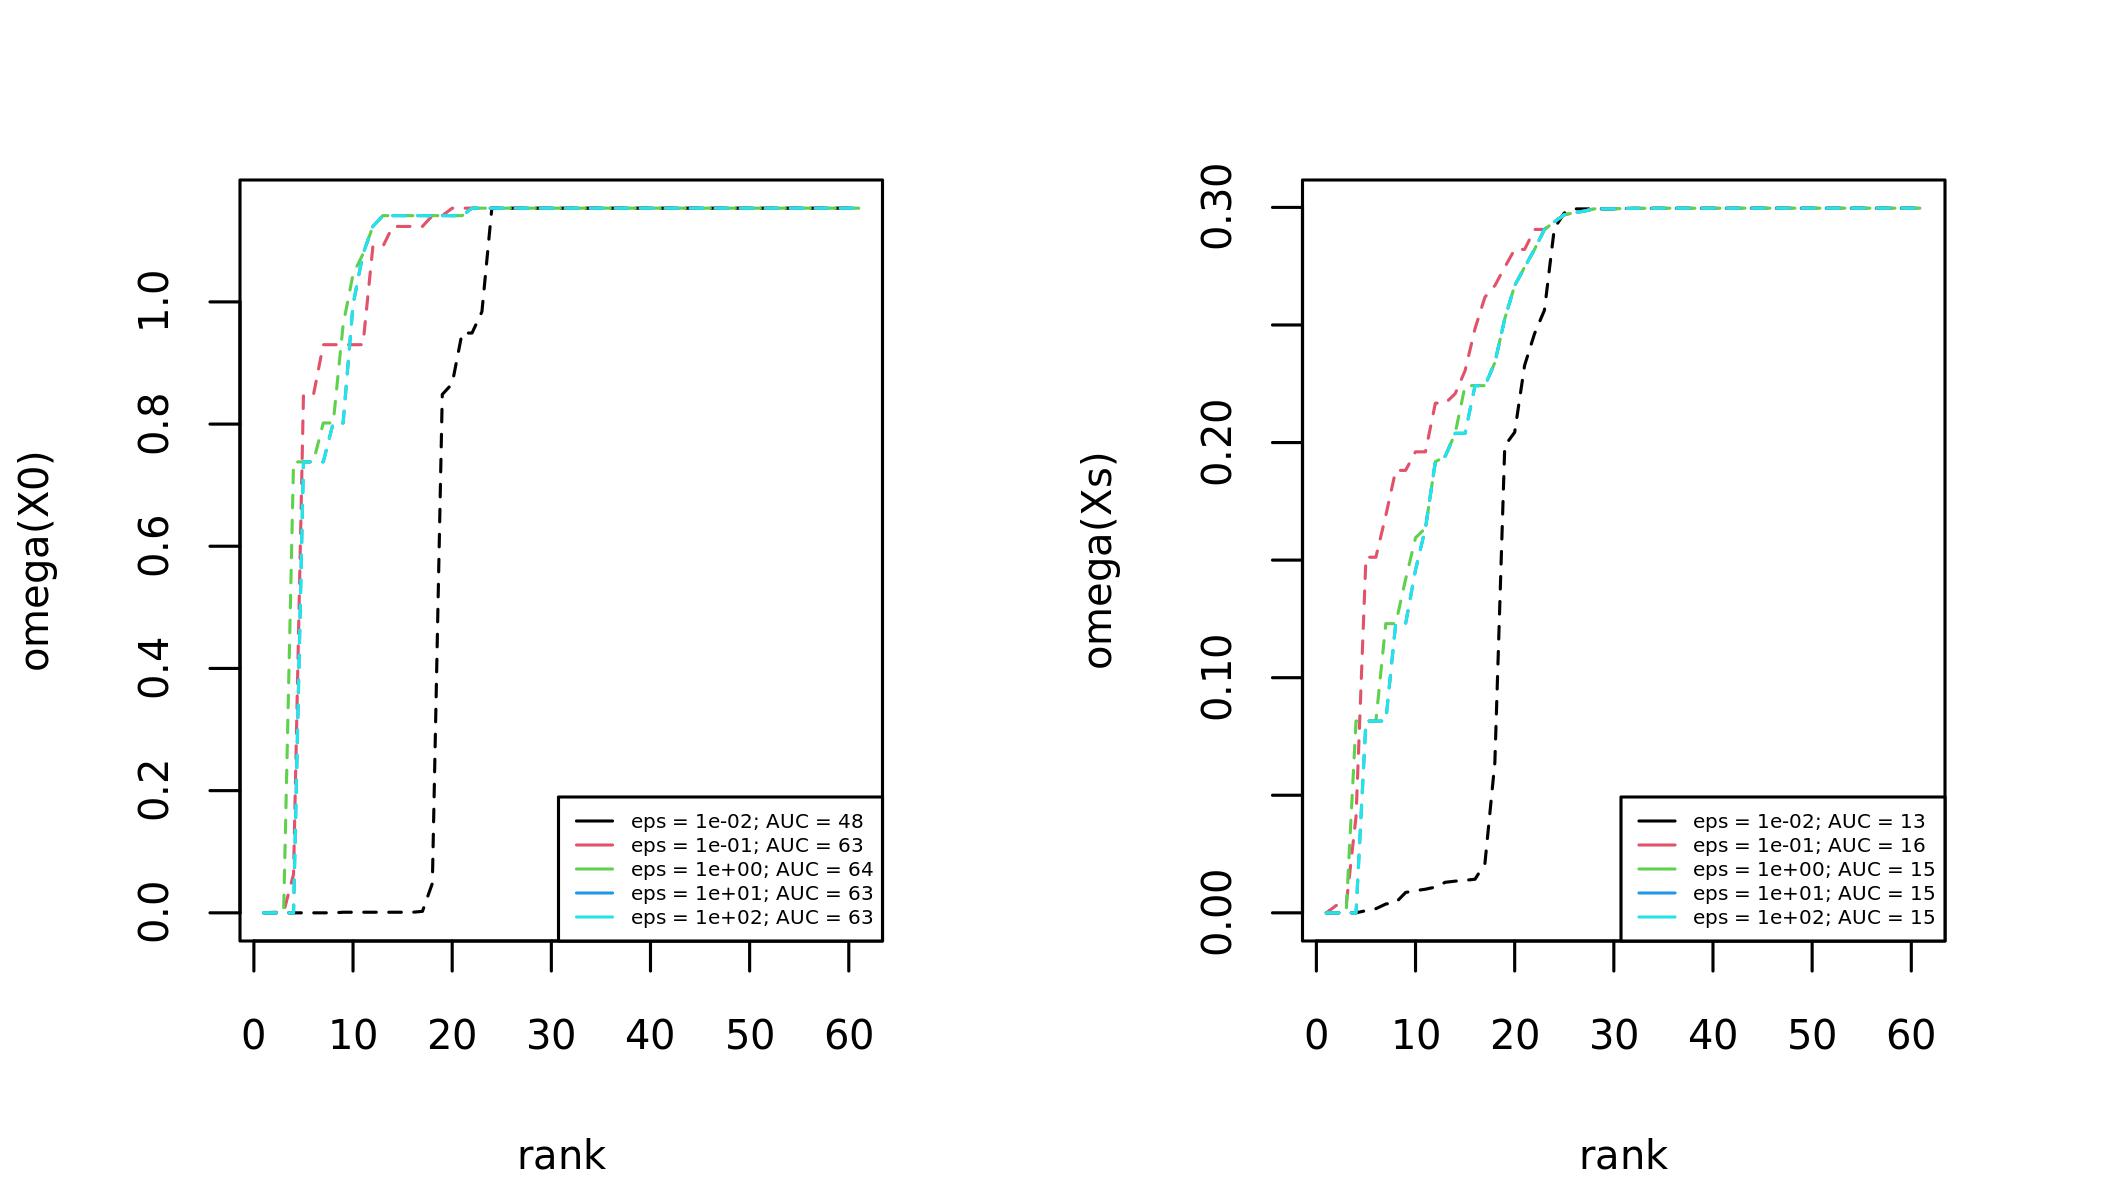 omega(X0)
0.0 0.2 0.4 0.6 0.8 1.0
eps = 1e-02; AUC = 48
eps = 1e-01; AUC = 63
eps = 1e+00; AUC = 64
eps = 1e+01; AUC = 63
eps = 1e+02; AUC = 63
0 10 20 30 40 50 60
rank
omega(Xs)
0.00 0.10 0.20 0.30
eps = 1e-02; AUC = 13
eps = 1e-01; AUC = 16
eps = 1e+00; AUC = 15
eps = 1e+01; AUC = 15
eps = 1e+02; AUC = 15
0 10 20 30 40 50 60
rank